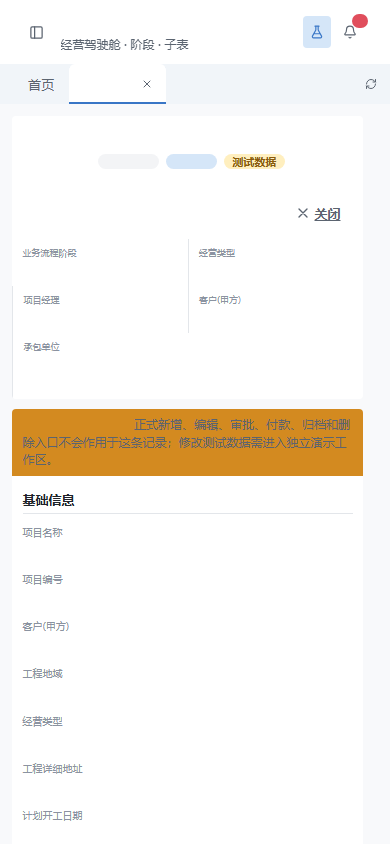 经营驾驶舱 · 阶段 · 子表
首页
测试数据
关闭
业务流程阶段
经营类型
项目经理
客户(甲方)
承包单位
正式新增、编辑、审批、付款、归档和删
除入口不会作用于这条记录；修改测试数据需进入独立演示工
作区。
基础信息
项目名称
项目编号
客户(甲方)
工程地域
经营类型
工程详细地址
计划开工日期